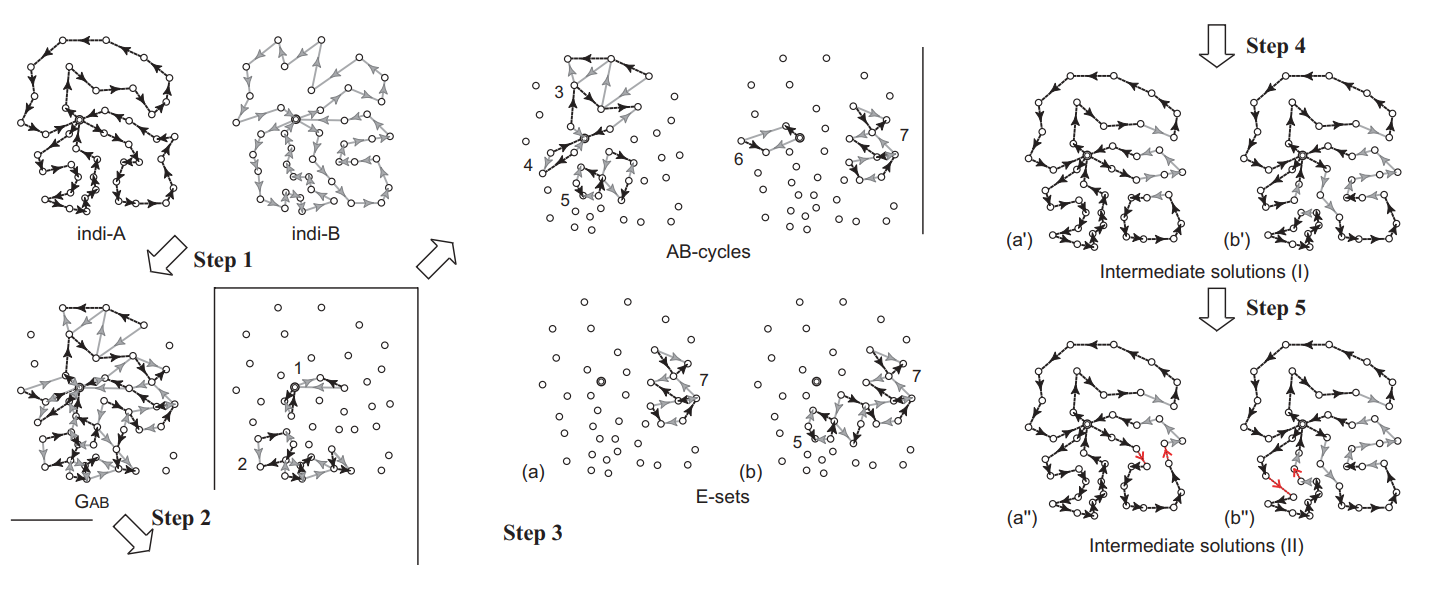 indi-A
indi-B
Step 1
GAB
Step 2
1
2
3
4
5
6
7
AB-cycles
7
5
7
(a)
(b)
E-sets
Step 3
Step 4
(a')
(b')
Intermediate solutions (I)
Step 5
(a'')
(b'')
Intermediate solutions (II)